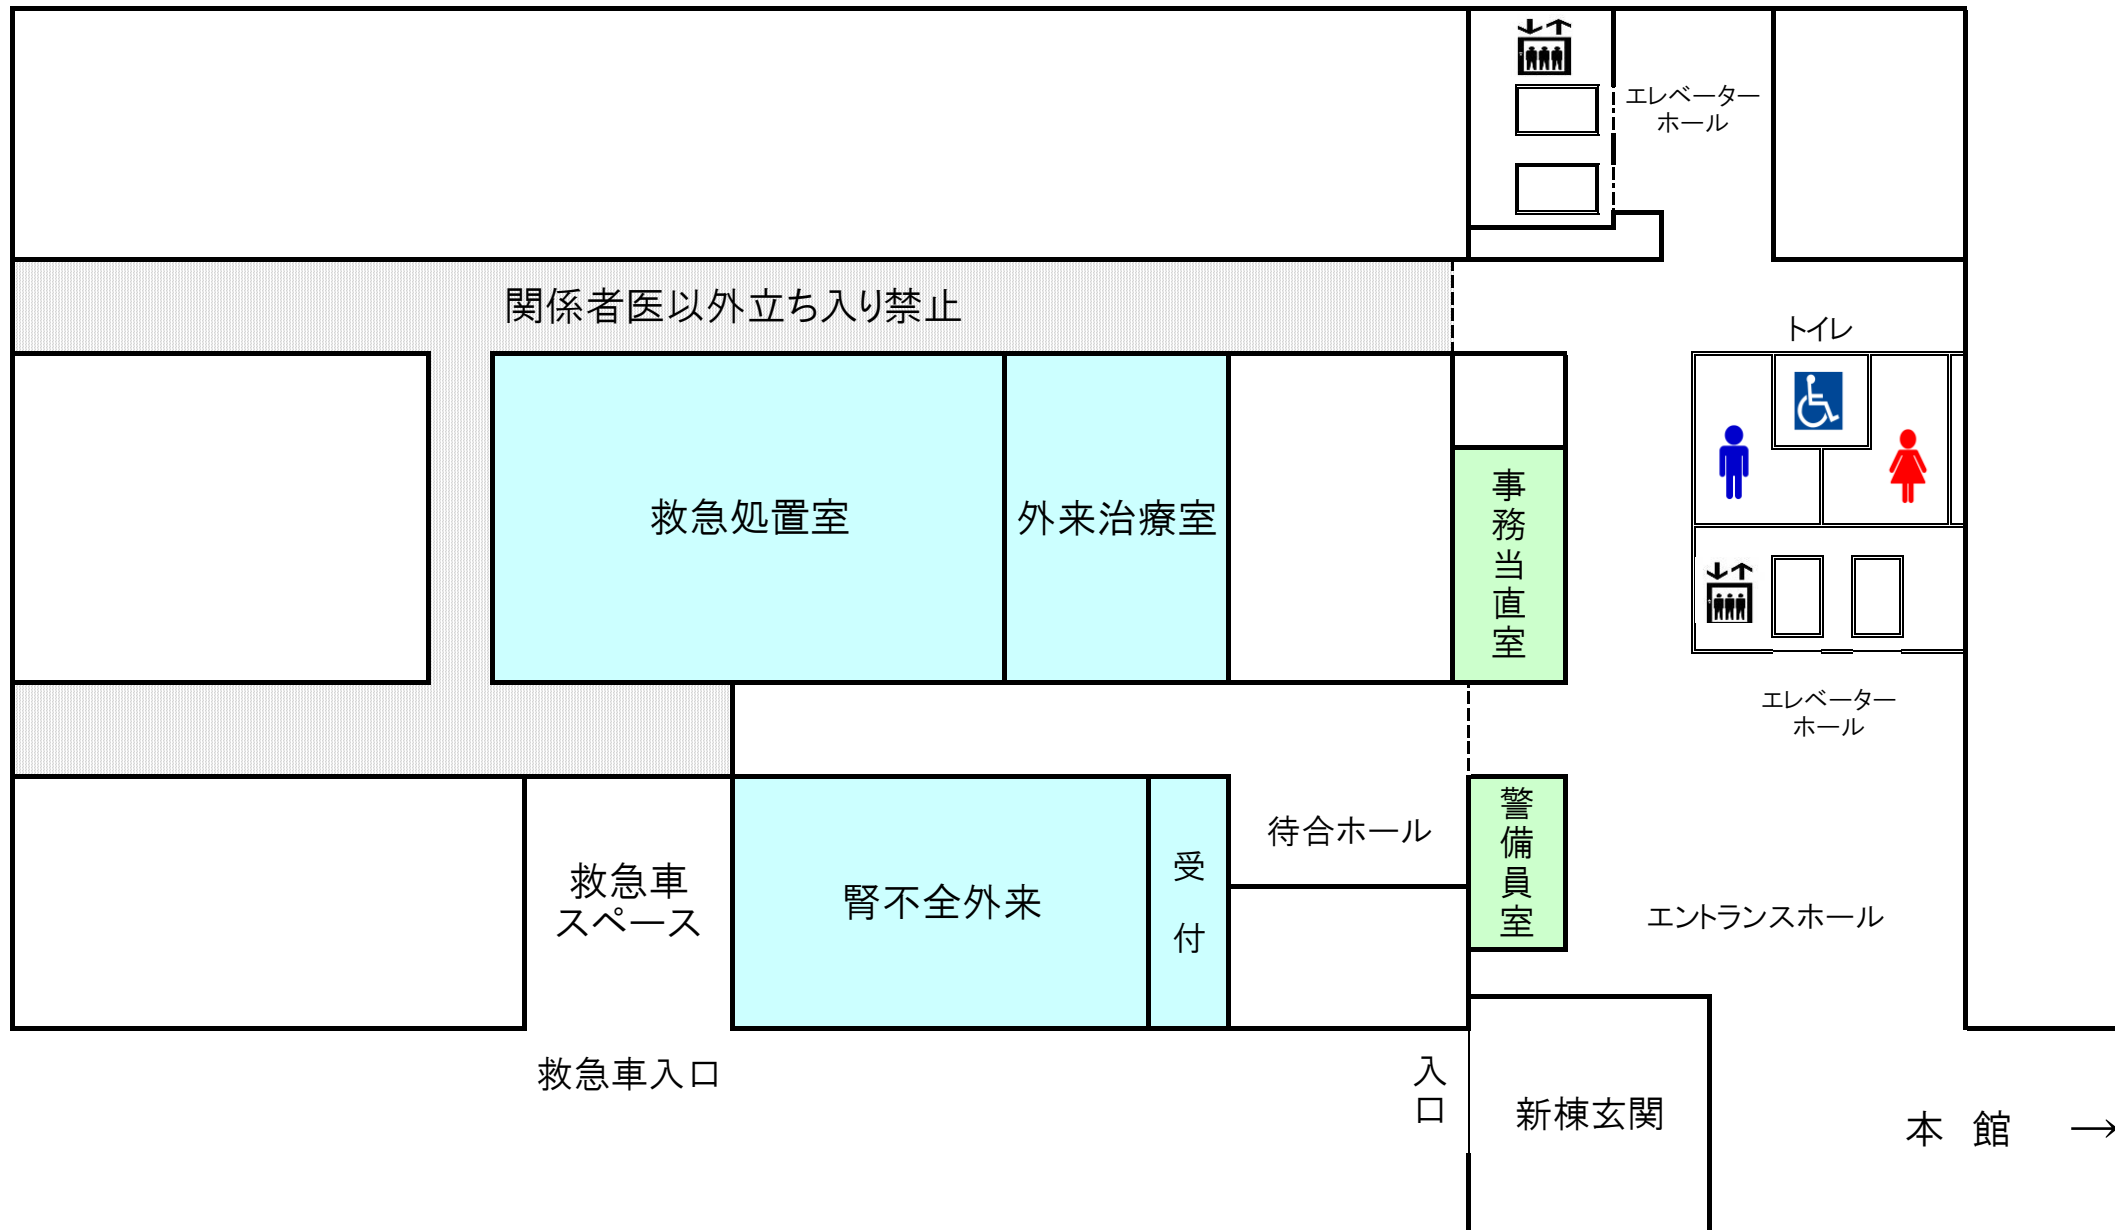 エレベーター
ホール
関係者医以外立ち入り禁止
トイレ
救急処置室
外来治療室
事務当直室
エレベーター
ホール
待合ホール
警備員室
受付
救急車
スペース
腎不全外来
エントランスホール
救急車入口
入口
新棟玄関
本 館 →